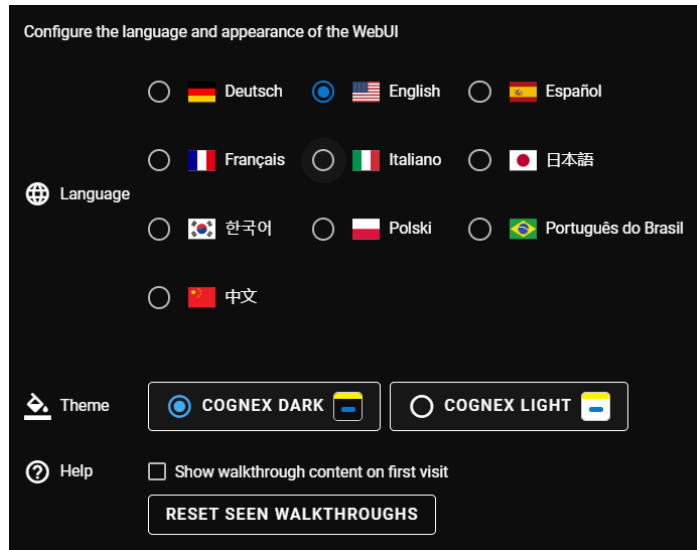 Configure the language and appearance of the WebUI
Deutsch English Español
Français Italiano 日本語
Language
한국어 Polski Português do Brasil
中文
Theme COGNEX DARK COGNEX LIGHT
Help Show walkthrough content on first visit
RESET SEEN WALKTHROUGHS